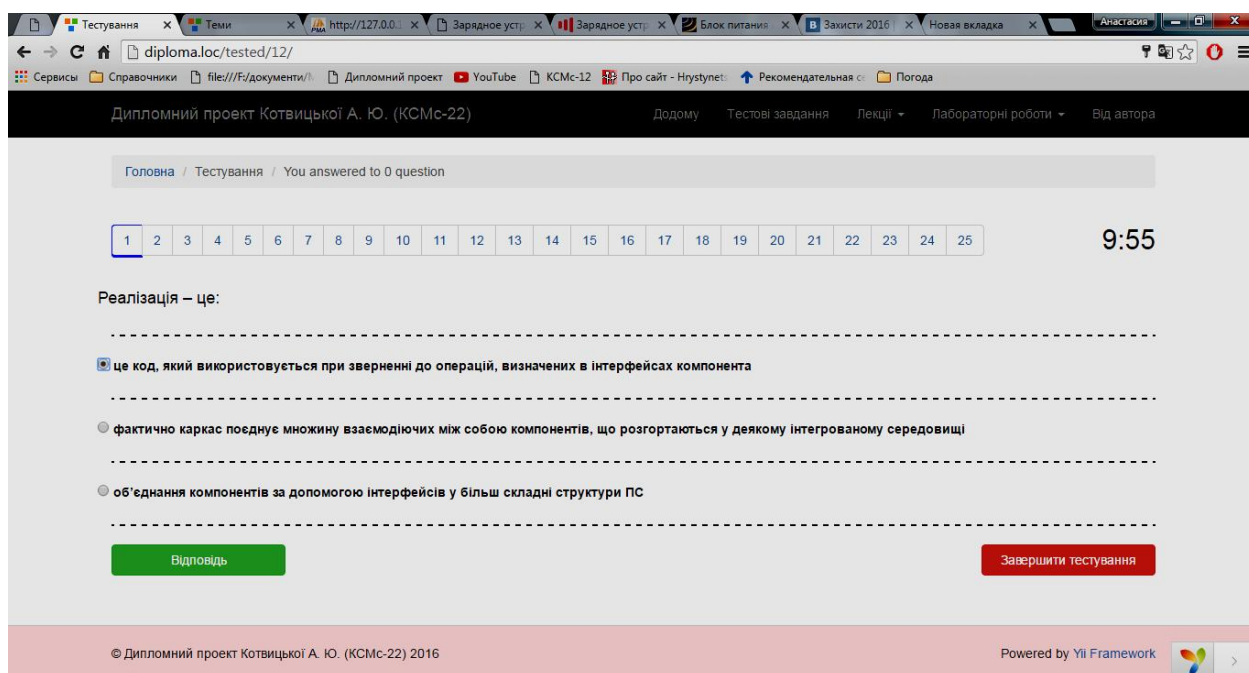 Тестування
Теми
http://127.0.0.1
Зарядное устр
Зарядное устр
Блок питания
Захисти 2016
Новая вкладка
Анастасия
diploma.loc/tested/12/
Сервисы
Справочники
file:///F:/документи/
Дипломний проект
YouTube
КСМс-12
Про сайт - Hrystynet
Рекомендательная се
Погода
Дипломний проект Котвицької А. Ю. (КСМс-22)
Додому
Тестові завдання
Лекції
Лабораторні роботи
Від автора
Головна / Тестування / You answered to 0 question
1 2 3 4 5 6 7 8 9 10 11 12 13 14 15 16 17 18 19 20 21 22 23 24 25
9:55
Реалізація – це:
це код, який використовується при зверненні до операцій, визначених в інтерфейсах компонента
фактично каркас поєднує множину взаємодіючих між собою компонентів, що розгортаються у деякому інтегрованому середовищі
об’єднання компонентів за допомогою інтерфейсів у більш складні структури ПС
Відповідь
Завершити тестування
© Дипломний проект Котвицької А. Ю. (КСМс-22) 2016
Powered by Yii Framework